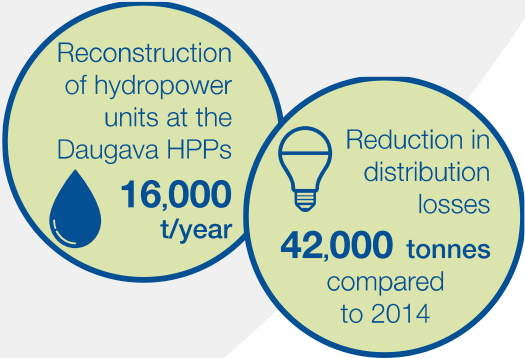 Reconstruction
of hydropower
units at the
Daugava HPPs
16,000
t/year
Reduction in
distribution
losses
42,000 tonnes
compared
to 2014